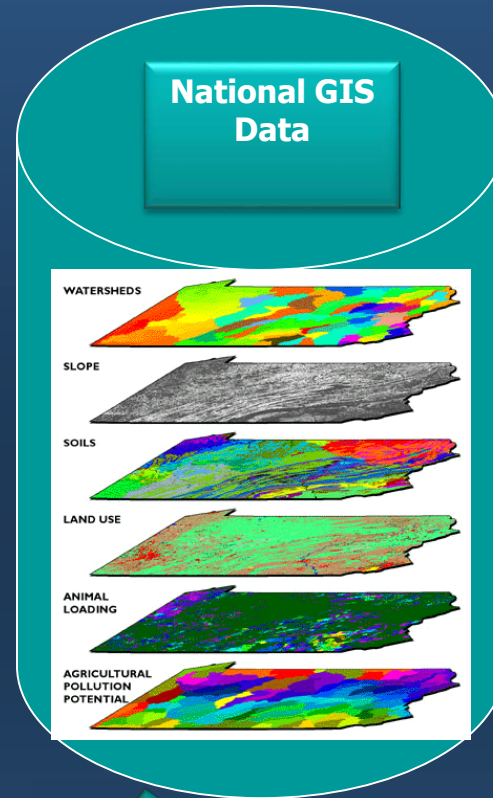 National GIS
Data
WATERSHEDS
SLOPE
SOILS
LAND USE
ANIMAL
LOADING
AGRICULTURAL
POLLUTION
POTENTIAL